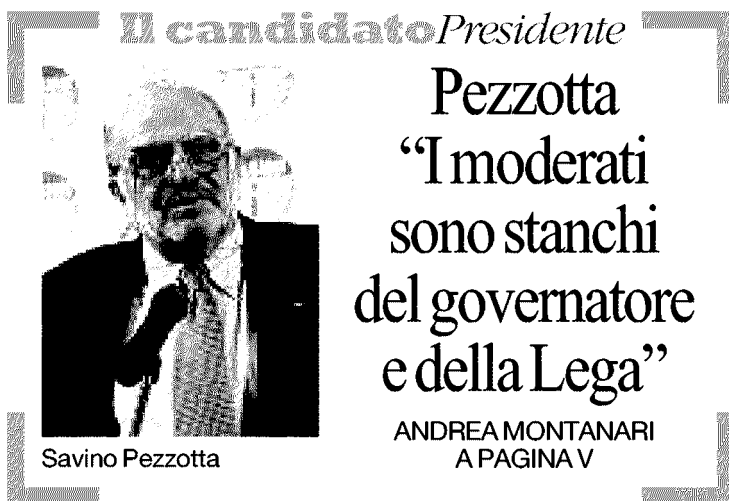 Il candidato Presidente
Pezzotta
“I moderati
sono stanchi
del governatore
e della Lega”
ANDREA MONTANARI
A PAGINA V
Savino Pezzotta